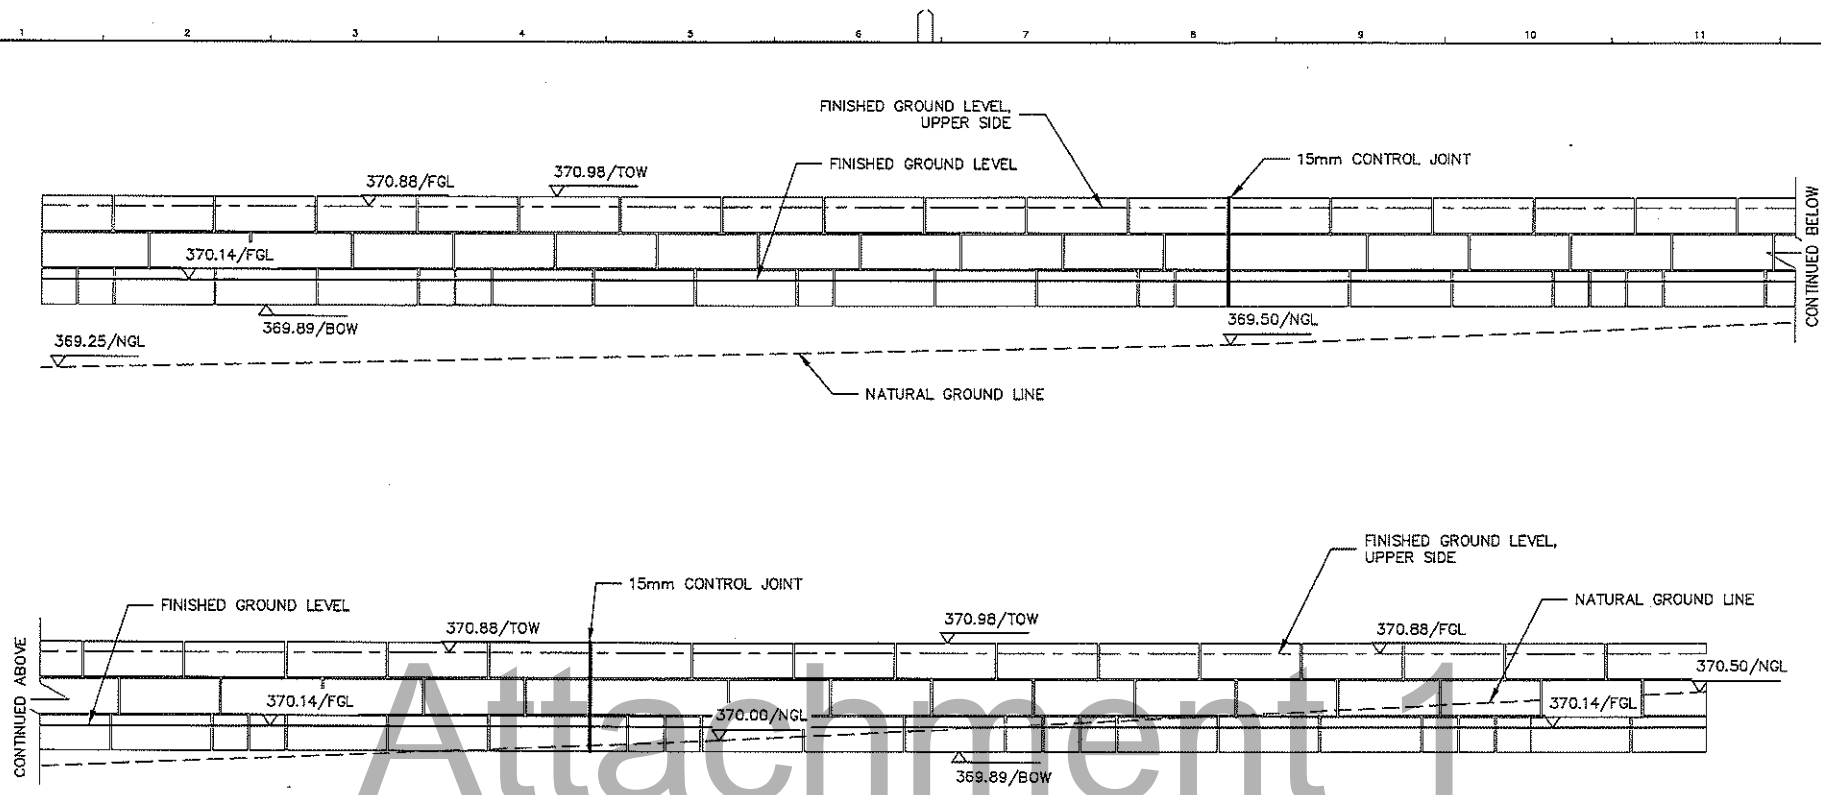 1 2 3 4 5 6 7 8 9 10 11
FINISHED GROUND LEVEL,
UPPER SIDE
FINISHED GROUND LEVEL
15mm CONTROL JOINT
370.88/FGL
370.98/TOW
370.14/FGL
369.89/BOW
369.25/NGL
369.50/NGL
NATURAL GROUND LINE
CONTINUED BELOW
FINISHED GROUND LEVEL,
UPPER SIDE
15mm CONTROL JOINT
FINISHED GROUND LEVEL
NATURAL GROUND LINE
370.88/TOW
370.98/TOW
370.88/FGL
370.50/NGL
370.14/FGL
370.00/NGL
370.14/FGL
369.89/BOW
CONTINUED ABOVE
Attachment 1